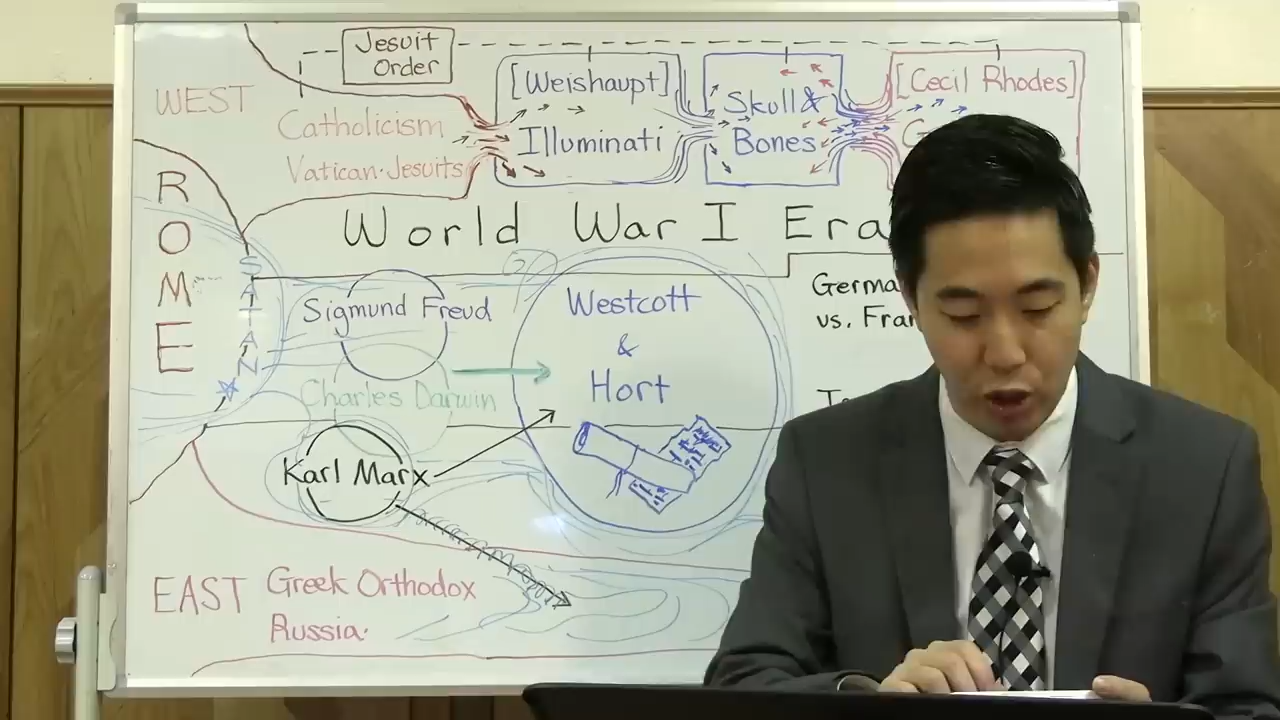 Jesuit
Order
WEST
[Weishaupt]
[Cecil Rhodes]
Catholicism
Illuminati
Skull &
Bones
Vatican-Jesuits
World War I Era
ROME
SATAN
Sigmund Freud
Charles Darwin
Karl Marx
Westcott
&
Hort
vs.
EAST
Greek Orthodox
Russia